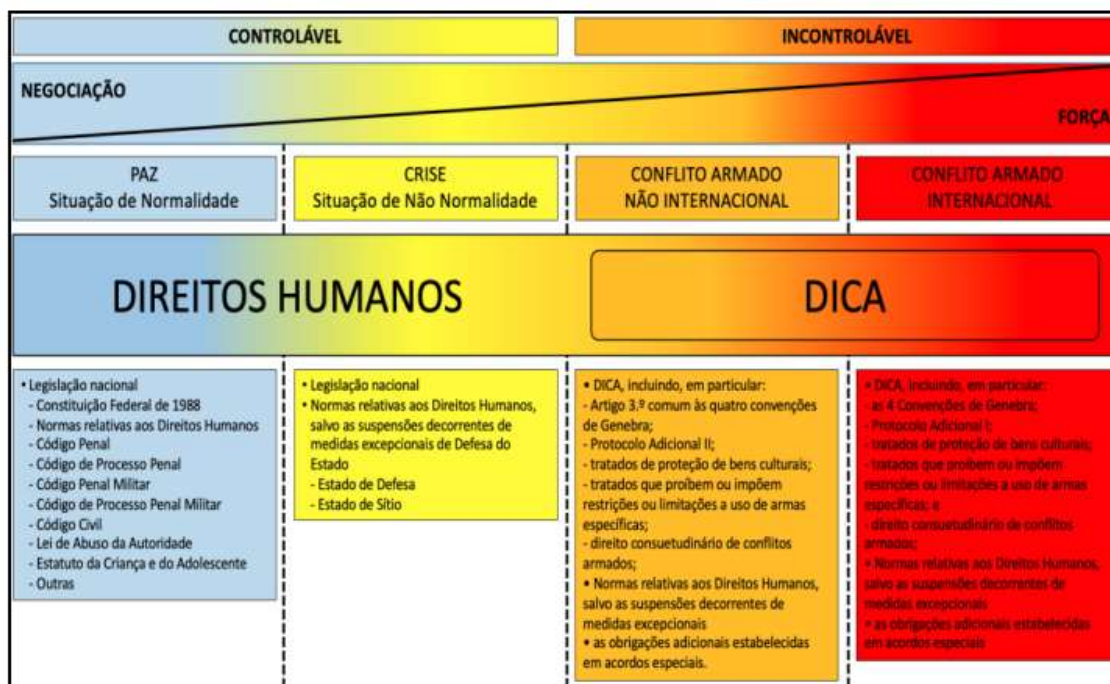 CONTROLÁVEL
INCONTROLÁVEL
NEGOCIAÇÃO
FORÇA
PAZ
Situação de Normalidade
CRISE
Situação de Não Normalidade
CONFLITO ARMADO
NÃO INTERNACIONAL
CONFLITO ARMADO
INTERNACIONAL
DIREITOS HUMANOS
DICA
• Legislação nacional
- Constituição Federal de 1988
- Normas relativas aos Direitos Humanos
- Código Penal
- Código de Processo Penal
- Código Penal Militar
- Código de Processo Penal Militar
- Código Civil
- Lei de Abuso da Autoridade
- Estatuto da Criança e do Adolescente
- Outras
• Legislação nacional
• Normas relativas aos Direitos Humanos,
salvo as suspensões decorrentes de
medidas excepcionais de Defesa do
Estado
- Estado de Defesa
- Estado de Sítio
• DICA, incluindo, em particular:
- Artigo 3.º comum às quatro convenções
de Genebra;
- Protocolo Adicional II;
- tratados de proteção de bens culturais;
- tratados que proíbem ou impõem
restrições ou limitações a uso de armas
específicas;
- direito consuetudinário de conflitos
armados;
• Normas relativas aos Direitos Humanos,
salvo as suspensões decorrentes de
medidas excepcionais
• as obrigações adicionais estabelecidas
em acordos especiais.
• DICA, incluindo, em particular:
- as 4 Convenções de Genebra;
- Protocolo Adicional I;
- tratados de proteção de bens culturais;
- tratados que proíbem ou impõem
restrições ou limitações a uso de armas
específicas; e
- direito consuetudinário de conflitos
armados;
• Normas relativas aos Direitos Humanos,
salvo as suspensões decorrentes de
medidas excepcionais
• as obrigações adicionais estabelecidas
em acordos especiais